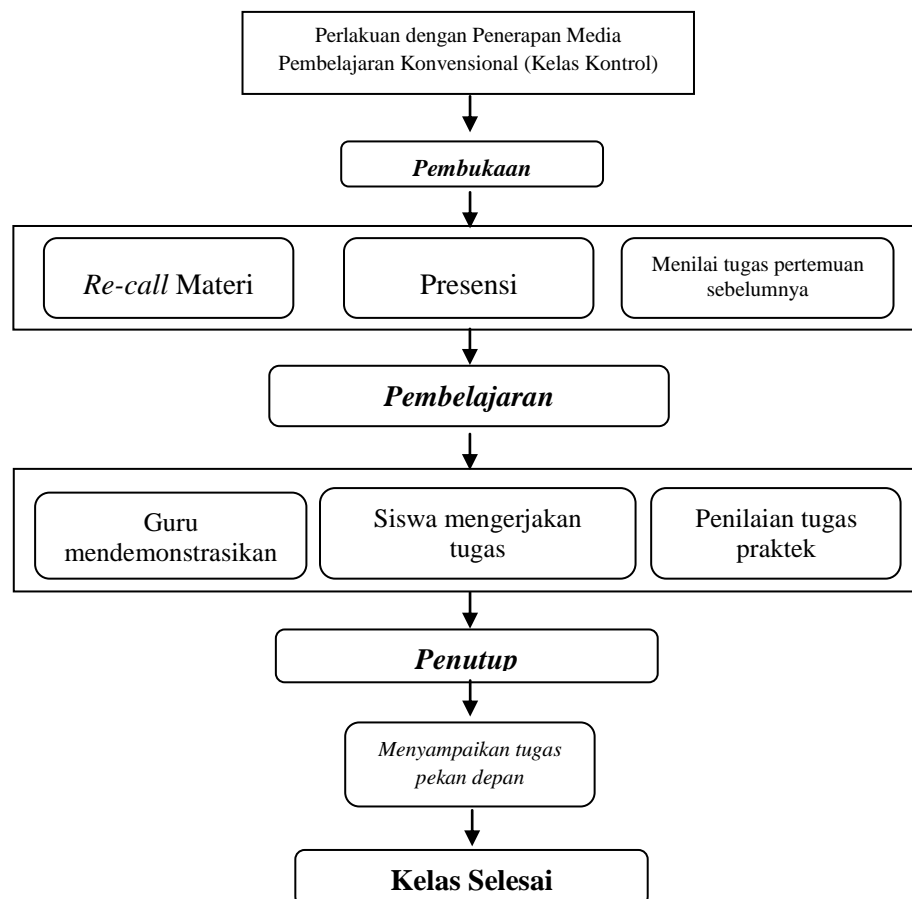 Perlakuan dengan Penerapan Media
Pembelajaran Konvensional (Kelas Kontrol)
Pembukaan
Re-call Materi
Presensi
Menilai tugas pertemuan
sebelumnya
Pembelajaran
Guru
mendemonstrasikan
Siswa mengerjakan
tugas
Penilaian tugas
praktek
Penutup
Menyampaikan tugas
pekan depan
Kelas Selesai